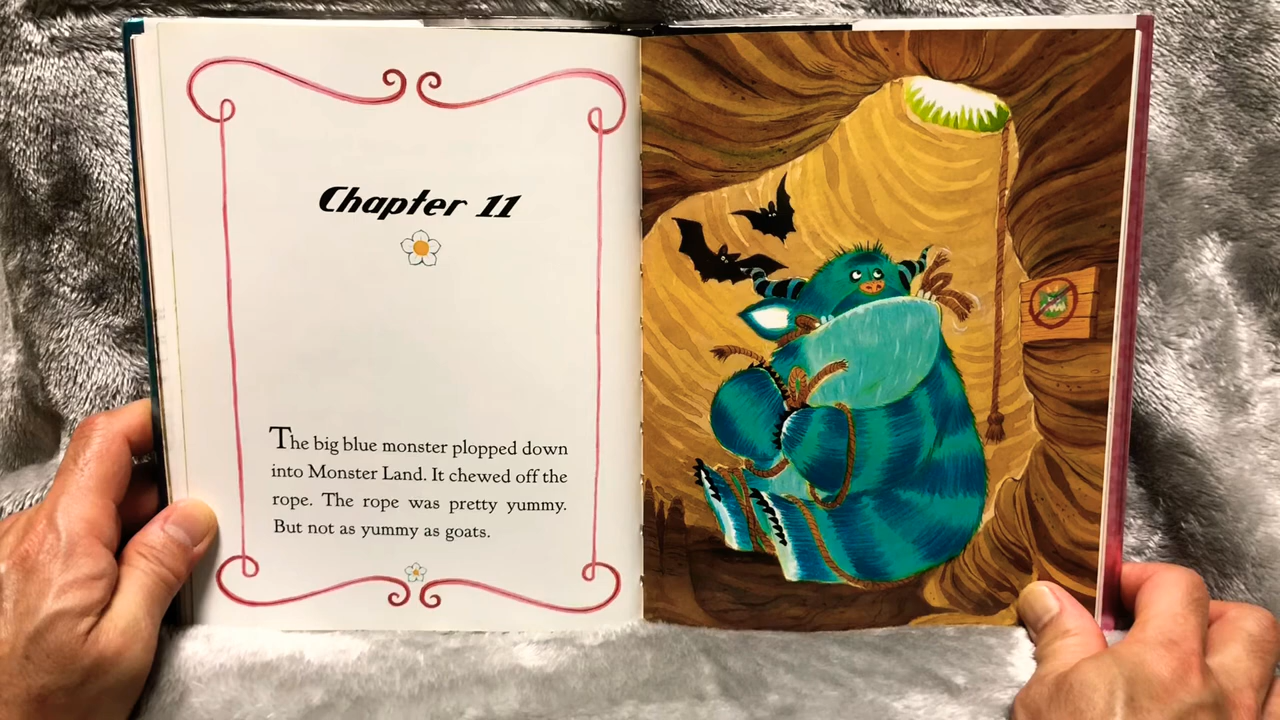 Chapter 11
The big blue monster plopped down
into Monster Land. It chewed off the
rope. The rope was pretty yummy.
But not as yummy as goats.